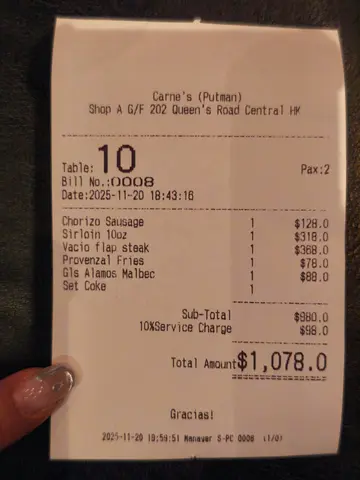 Carne's (Putman)
Shop A G/F 202 Queen's Road Central HK
Table: 10 Pax:2
Bill No.:0008
Date:2025-11-20 18:43:16
Chorizo Sausage 1 $128.0
Sirloin 10oz 1 $318.0
Vacio flap steak 1 $368.0
Provenzal Fries 1 $78.0
Gls Alamos Malbec 1 $88.0
Set Coke 1
Sub-Total $980.0
10%Service Charge $98.0
Total Amount $1,078.0
Gracias!
2025-11-20 19:59:51 Manager S-PC 0008 (1/0)